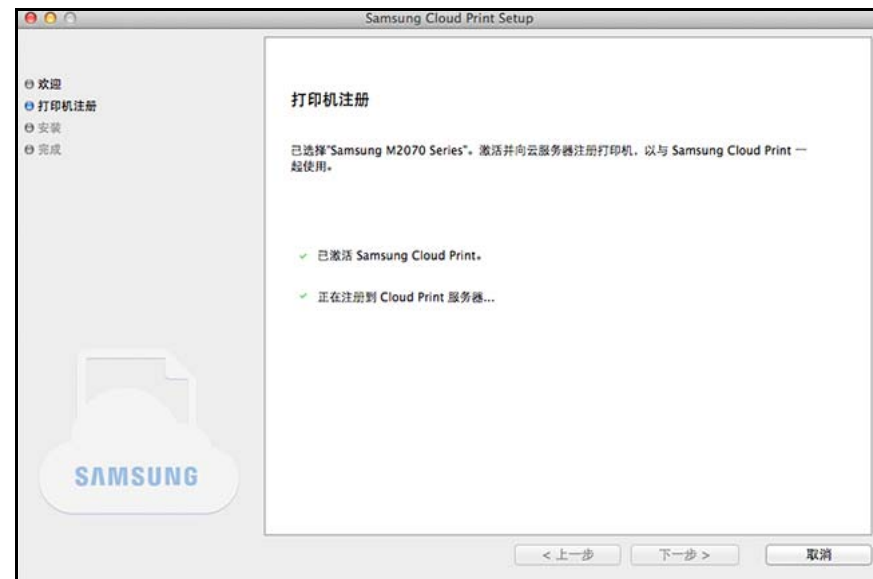 Samsung Cloud Print Setup
欢迎
打印机注册
安装
完成
打印机注册
已选择"Samsung M2070 Series"。激活并向云服务器注册打印机，以与 Samsung Cloud Print 一
起使用。
已激活 Samsung Cloud Print。
正在注册到 Cloud Print 服务器...
SAMSUNG
< 上一步
下一步 >
取消